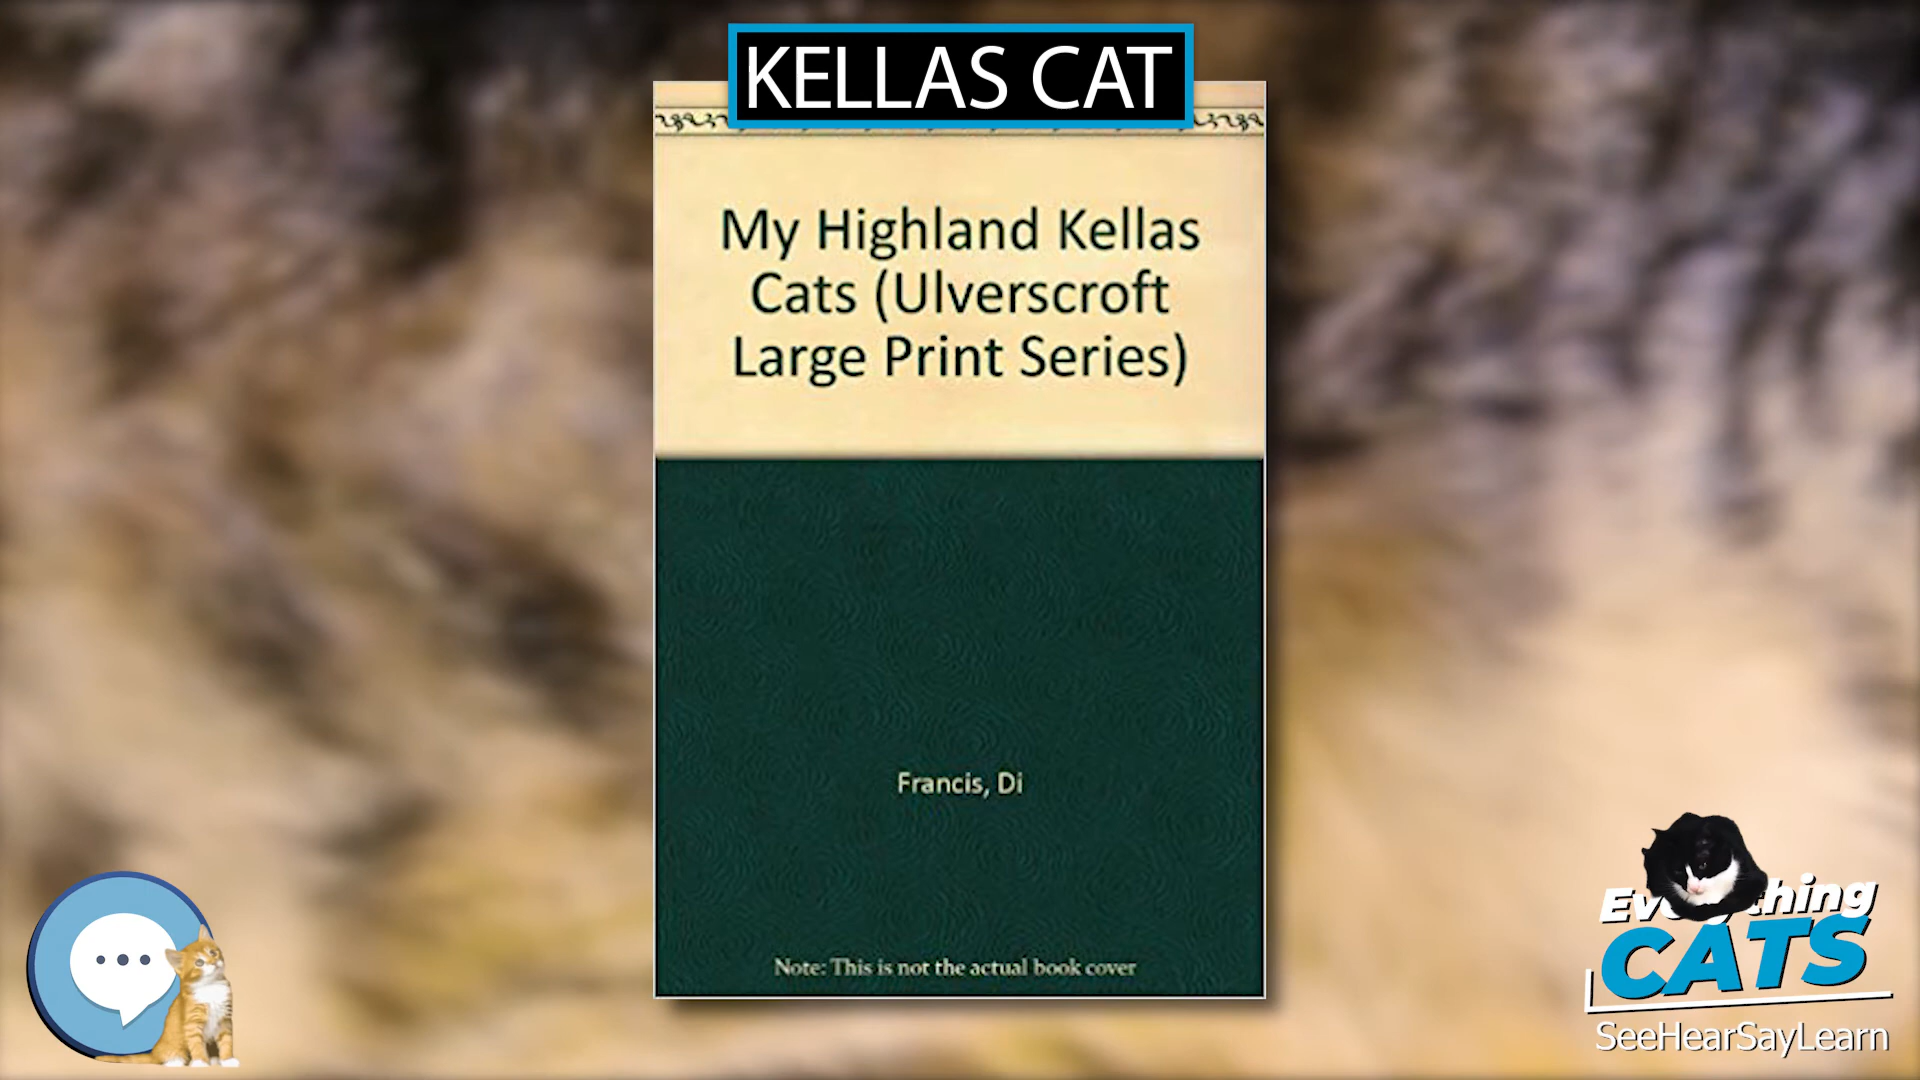 KELLAS CAT
My Highland Kellas
Cats (Ulverscroft
Large Print Series)
Francis, Di
Note: This is not the actual book cover
CATS
SeeHearSayLearn